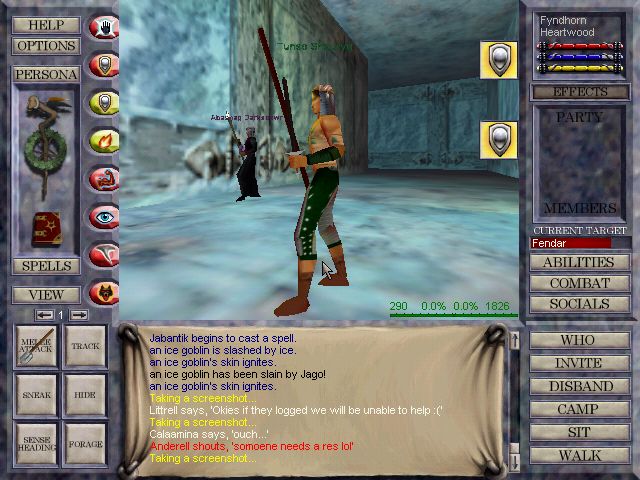 HELP
OPTIONS
PERSONA
SPELLS
VIEW
1
MELEE ATTACK
TRACK
SNEAK
HIDE
SENSE HEADING
FORAGE
290 0.0% 0.0% 1826
Jabantik begins to cast a spell.
an ice goblin is slashed by ice.
an ice goblin's skin ignites.
an ice goblin has been slain by Jago!
an ice goblin's skin ignites.
Taking a screenshot...
Littrell says, 'Okies if they logged we will be unable to help :('
Taking a screenshot...
Calaamina says, 'ouch...'
Anderell shouts, 'somoene needs a res lol'
Taking a screenshot...
Fyndhorn
Heartwood
EFFECTS
PARTY
MEMBERS
CURRENT TARGET
Fendar
ABILITIES
COMBAT
SOCIALS
WHO
INVITE
DISBAND
CAMP
SIT
WALK